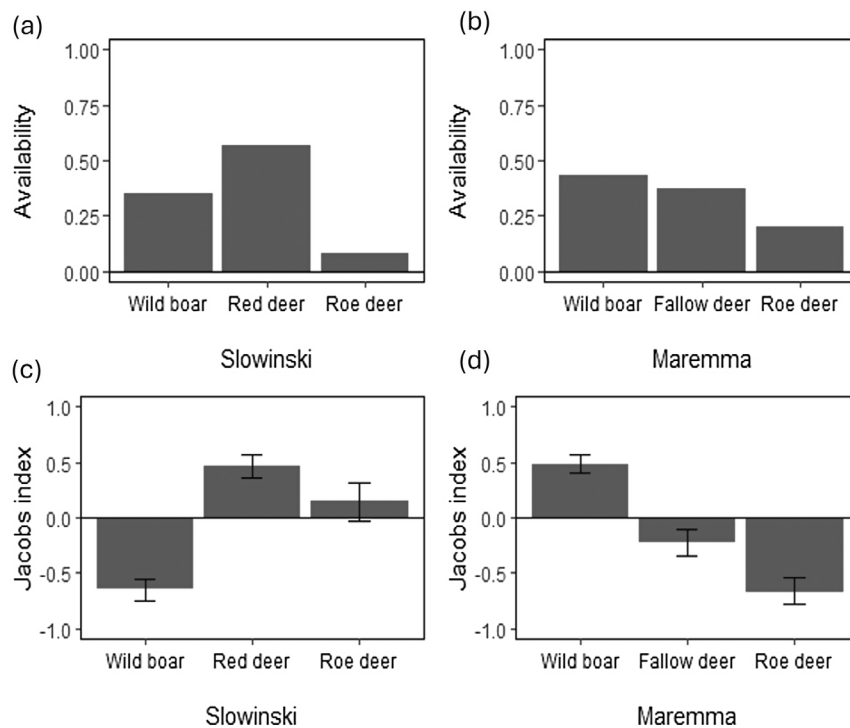 (a)
(b)
Availability
1.00
0.75
0.50
0.25
0.00
Wild boar Red deer Roe deer
Slowinski
Availability
1.00
0.75
0.50
0.25
0.00
Wild boar Fallow deer Roe deer
Maremma
(c)
(d)
Jacobs index
1.0
0.5
0.0
-0.5
-1.0
Wild boar Red deer Roe deer
Slowinski
Jacobs index
1.0
0.5
0.0
-0.5
-1.0
Wild boar Fallow deer Roe deer
Maremma